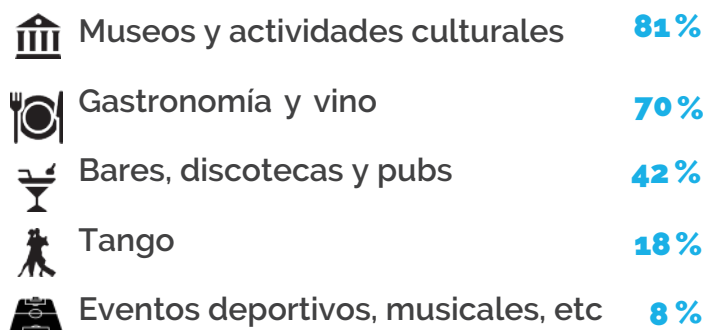 Museos y actividades culturales 81%
Gastronomía y vino 70%
Bares, discotecas y pubs 42%
Tango 18%
Eventos deportivos, musicales, etc 8%